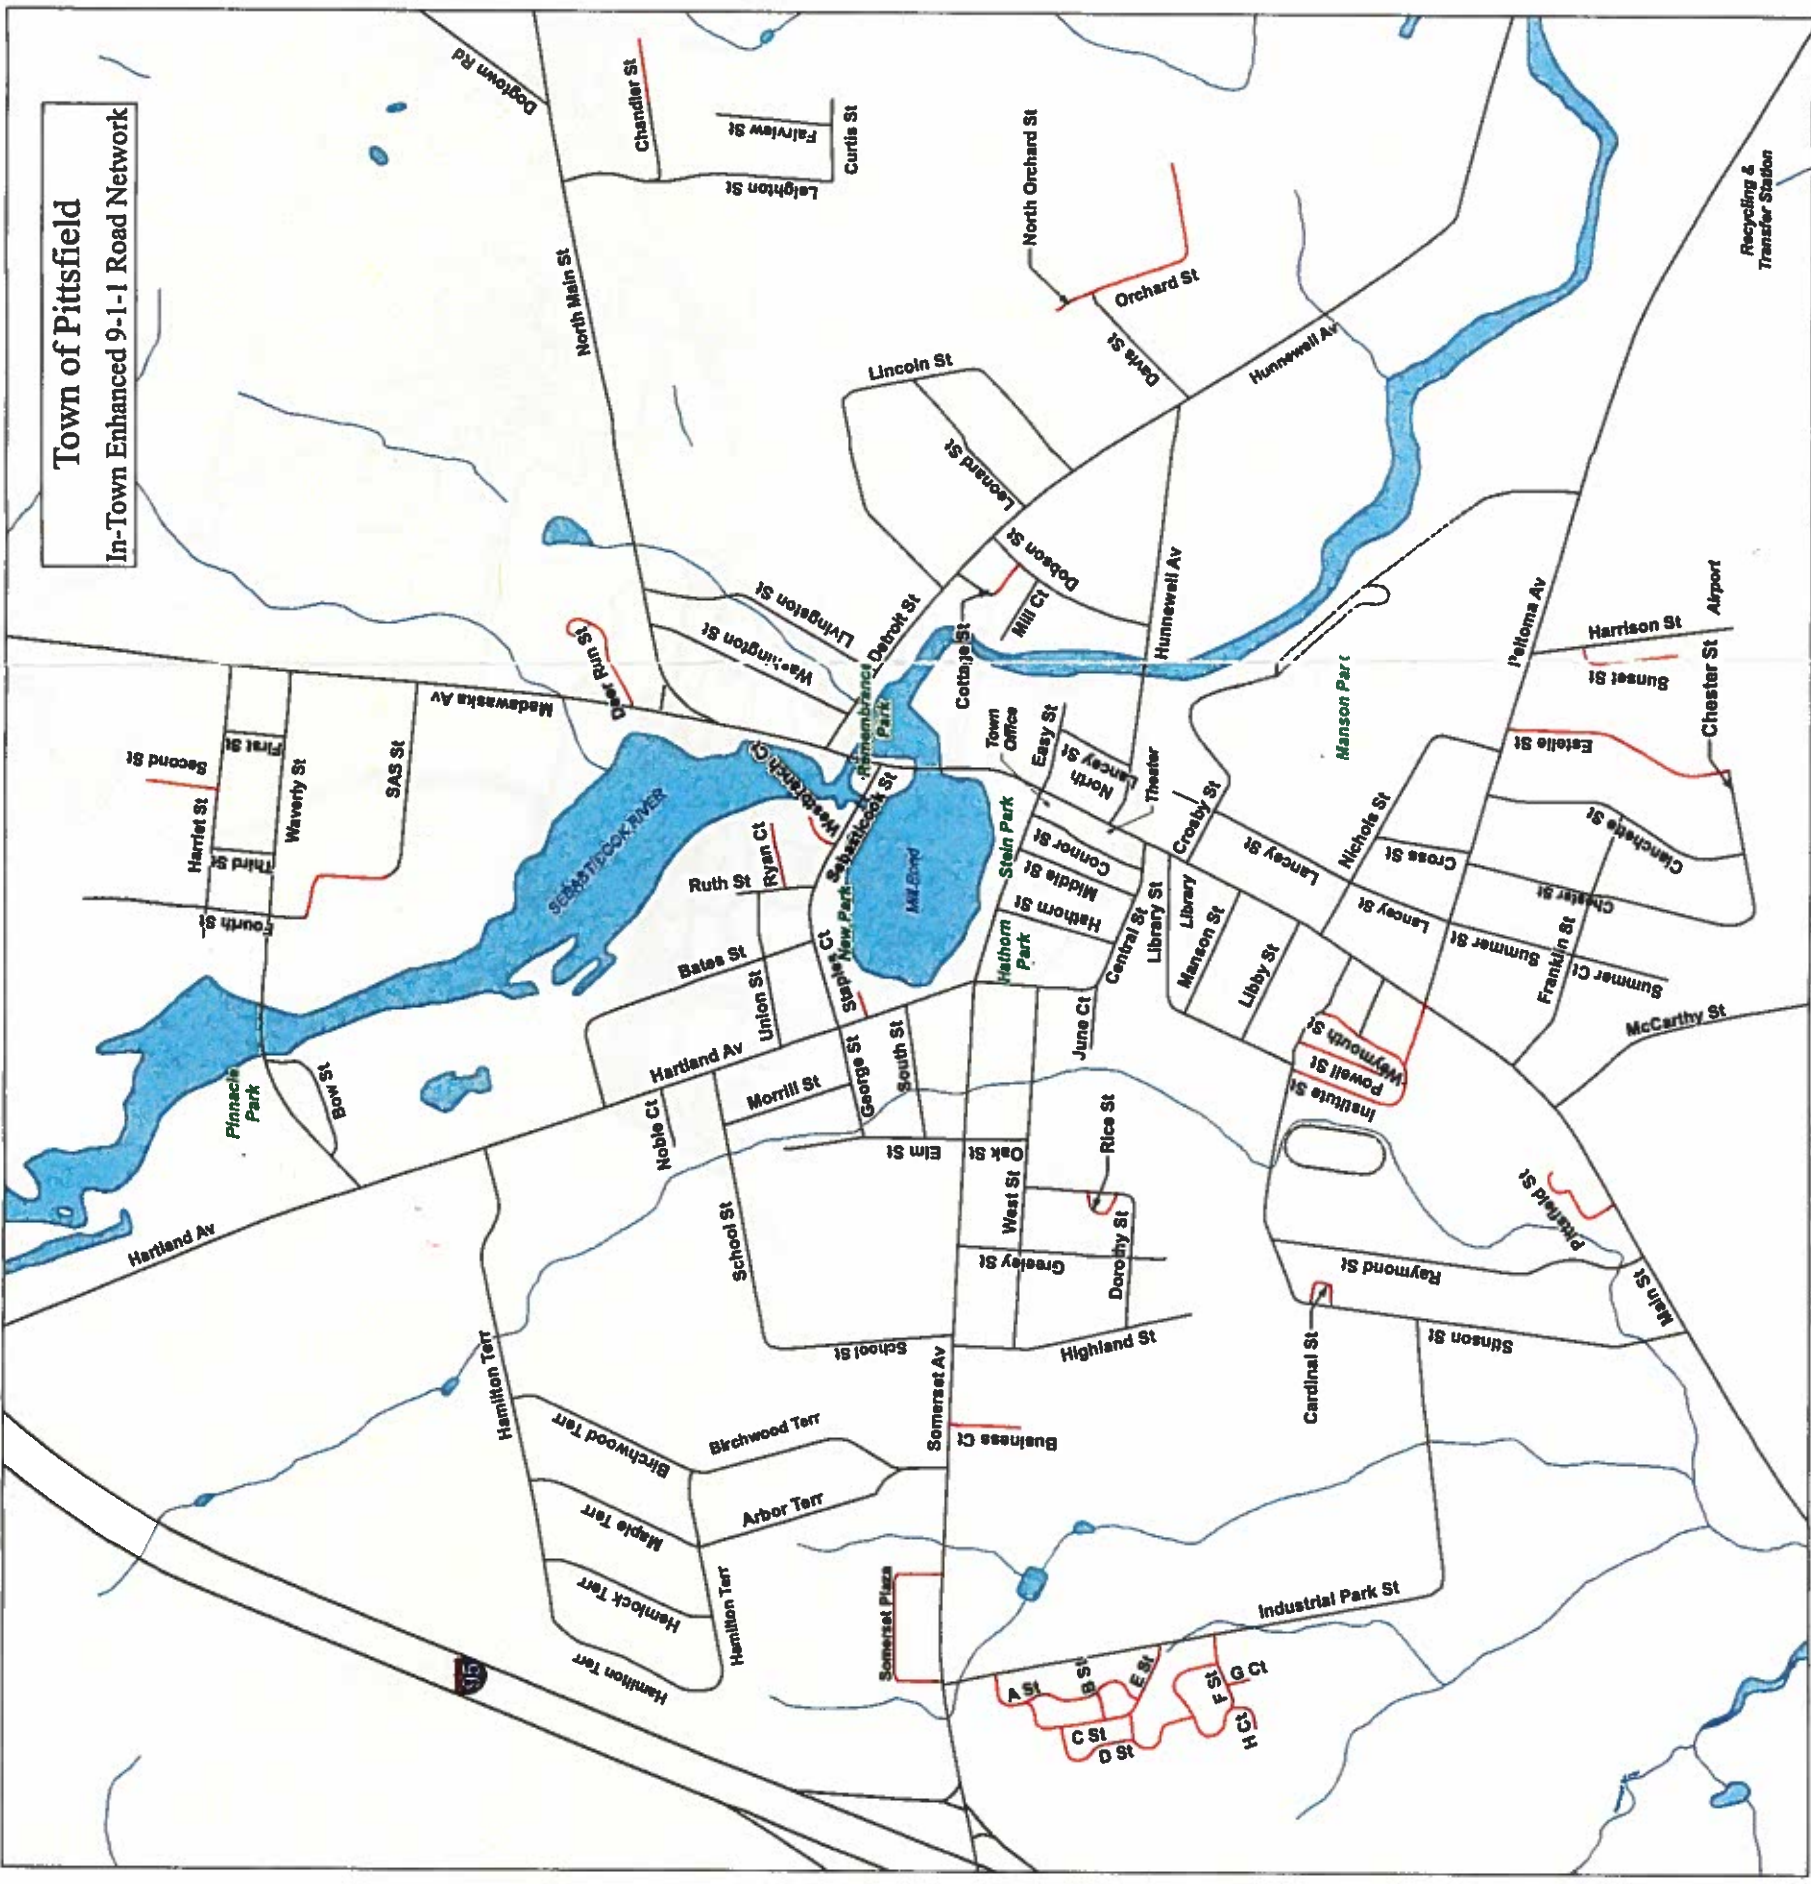 Town of Pittsfield
In-Town Enhanced 9-1-1 Road Network
Dogtown Rd
Chandler St
Fairview St
Curtis St
Leighton St
North Main St
North Orchard St
Orchard St
Davis St
Hunnewell Av
Recycling &
Transfer Station
Lincoln St
Leonard St
Dobson St
Mill Ct
Cottage St
Detroit St
Livingston St
Washington St
Hunnewell Av
Peltoma Av
Airport
Harrison St
Sunset St
Chester St
Estelle St
Manson Park
Deer Run St
Madawaska Av
Second St
First St
Harriet St
Waverly St
Third St
SAS St
Fourth St
SEBASTICOOK RIVER
Remembrance
Park
Westbranch Ct
Sebasticook St
Ryan Ct
Ruth St
New Park
Mill Pond
Town
Office
Easy St
North
Lancey St
Theater
Stein Park
Connor St
Middle St
Hathorn St
Hathorn
Park
Central St
Library St
Library
Manson St
Libby St
Crosby St
Lancey St
Nichols St
Cross St
Clanchette St
Chester St
Lancey St
Summer St
Franklin St
Summer Ct
McCarthy St
Bates St
Union St
Staples Ct
Pinnacle
Park
Bow St
Hartland Av
Morrill St
George St
South St
June Ct
Weymouth St
Powell St
Institute St
Noble Ct
Elm St
Oak St
West St
Rice St
Hartland Av
School St
Greeley St
Dorothy St
Pittsfield St
Raymond St
Main St
Hamilton Terr
School St
Highland St
Cardinal St
Stinson St
Somerset Av
Business Ct
Birchwood Terr
Birchwood Terr
Maple Terr
Arbor Terr
Hemlock Terr
Hamilton Terr
Hamilton Terr
Somerset Plaza
Industrial Park St
95
A St
B St
E St
F St
G Ct
C St
D St
H Ct